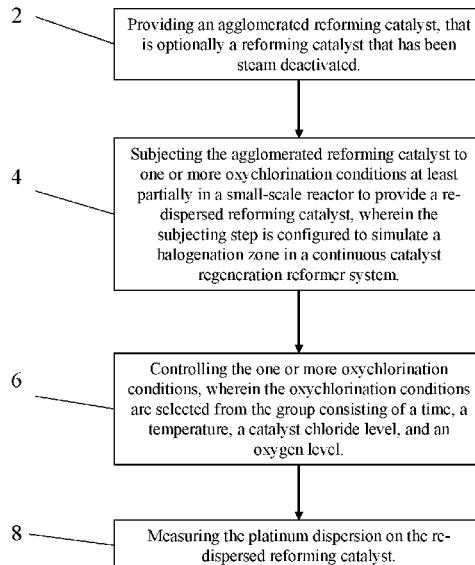 2
Providing an agglomerated reforming catalyst, that
is optionally a reforming catalyst that has been
steam deactivated.
4
Subjecting the agglomerated reforming catalyst to
one or more oxychlorination conditions at least
partially in a small-scale reactor to provide a re-
dispersed reforming catalyst, wherein the
subjecting step is configured to simulate a
halogenation zone in a continuous catalyst
regeneration reformer system.
6
Controlling the one or more oxychlorination
conditions, wherein the oxychlorination conditions
are selected from the group consisting of a time, a
temperature, a catalyst chloride level, and an
oxygen level.
8
Measuring the platinum dispersion on the re-
dispersed reforming catalyst.